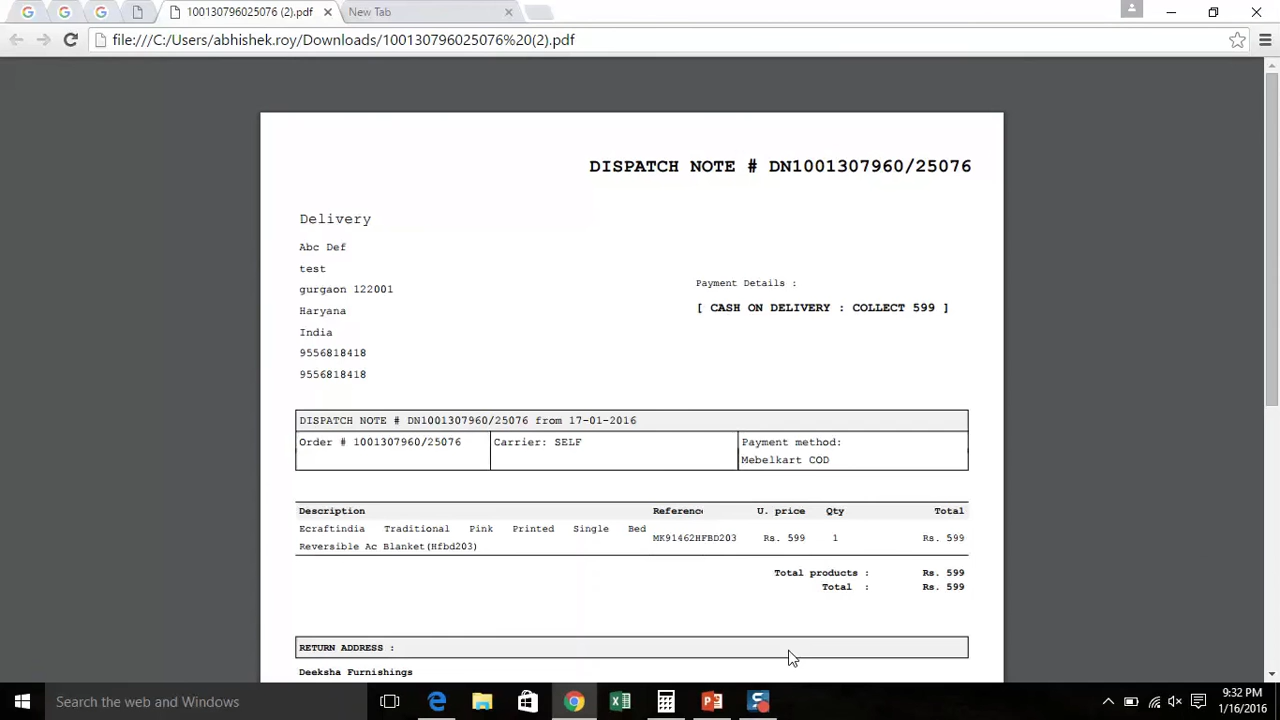 100130796025076 (2).pdf
New Tab
file:///C:/Users/abhishek.roy/Downloads/100130796025076%20(2).pdf
DISPATCH NOTE # DN1001307960/25076
Delivery
Abc Def
test
gurgaon 122001
Haryana
India
9556818418
9556818418
Payment Details :
[ CASH ON DELIVERY : COLLECT 599 ]
DISPATCH NOTE # DN1001307960/25076 from 17-01-2016
Order # 1001307960/25076 Carrier: SELF Payment method:
Mebelkart COD
Description Reference U. price Qty Total
Ecraftindia Traditional Pink Printed Single Bed
Reversible Ac Blanket(Hfbd203) MK91462HFBD203 Rs. 599 1 Rs. 599
Total products : Rs. 599
Total : Rs. 599
RETURN ADDRESS :
Deeksha Furnishings
Search the web and Windows
9:32 PM
1/16/2016